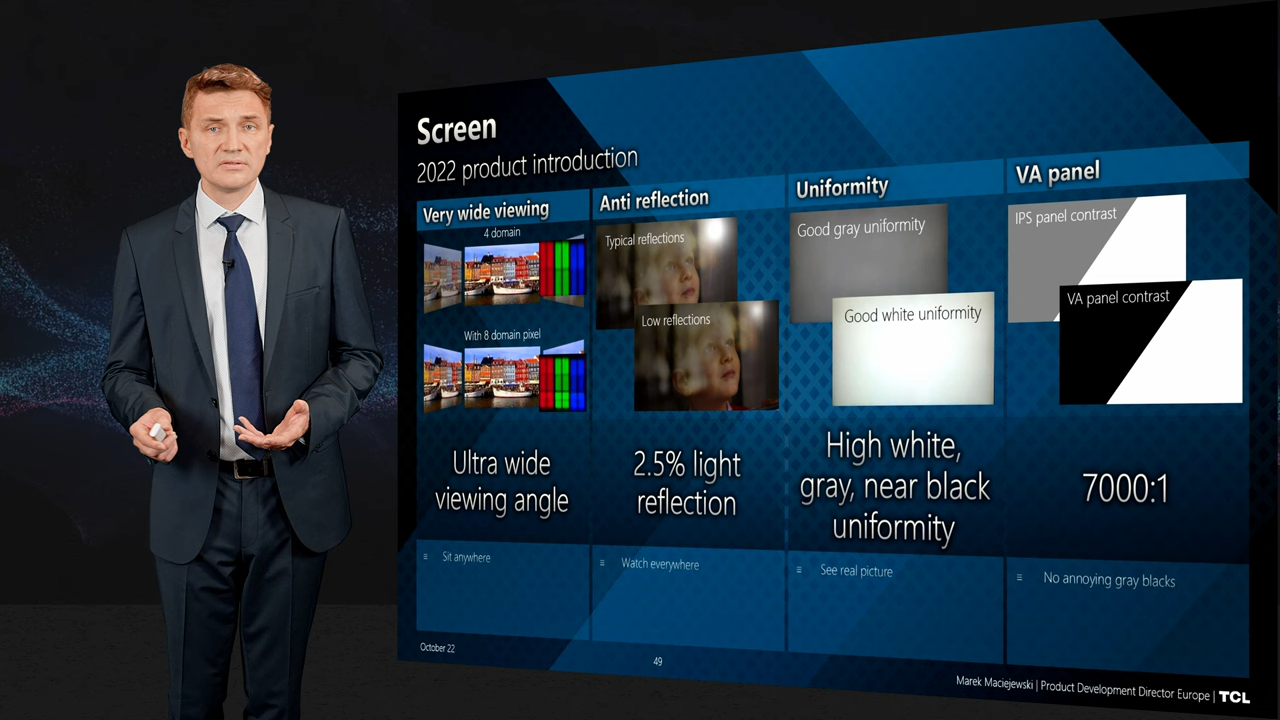 Screen
2022 product introduction
Very wide viewing
4 domain
With 8 domain pixel
Ultra wide
viewing angle
≡ Sit anywhere
Anti reflection
Typical reflections
Low reflections
2.5% light
reflection
≡ Watch everywhere
Uniformity
Good gray uniformity
Good white uniformity
High white,
gray, near black
uniformity
≡ See real picture
VA panel
IPS panel contrast
VA panel contrast
7000:1
≡ No annoying gray blacks
October 22
49
Marek Maciejewski | Product Development Director Europe | TCL